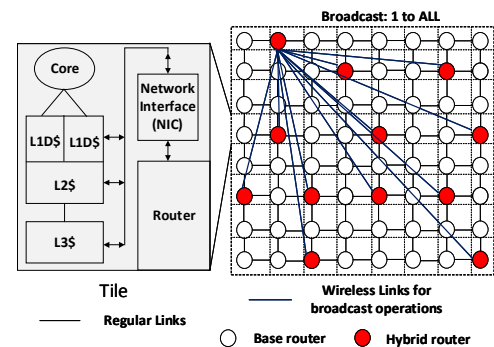 Broadcast: 1 to ALL
Core
Network
Interface
(NIC)
L1D$ L1D$
L2$
Router
L3$
Tile
Wireless Links for
broadcast operations
Regular Links
Base router
Hybrid router